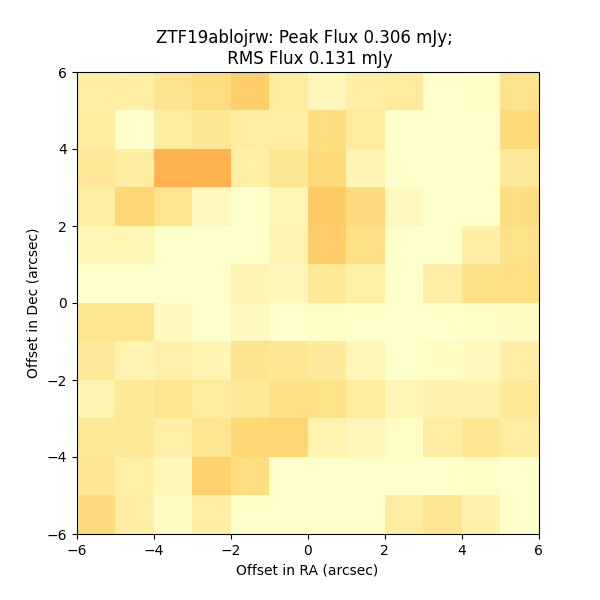 ZTF19ablojrw: Peak Flux 0.306 mJy;
RMS Flux 0.131 mJy
6
4
2
0
−2
−4
−6
Offset in Dec (arcsec)
−6 −4 −2 0 2 4 6
Offset in RA (arcsec)